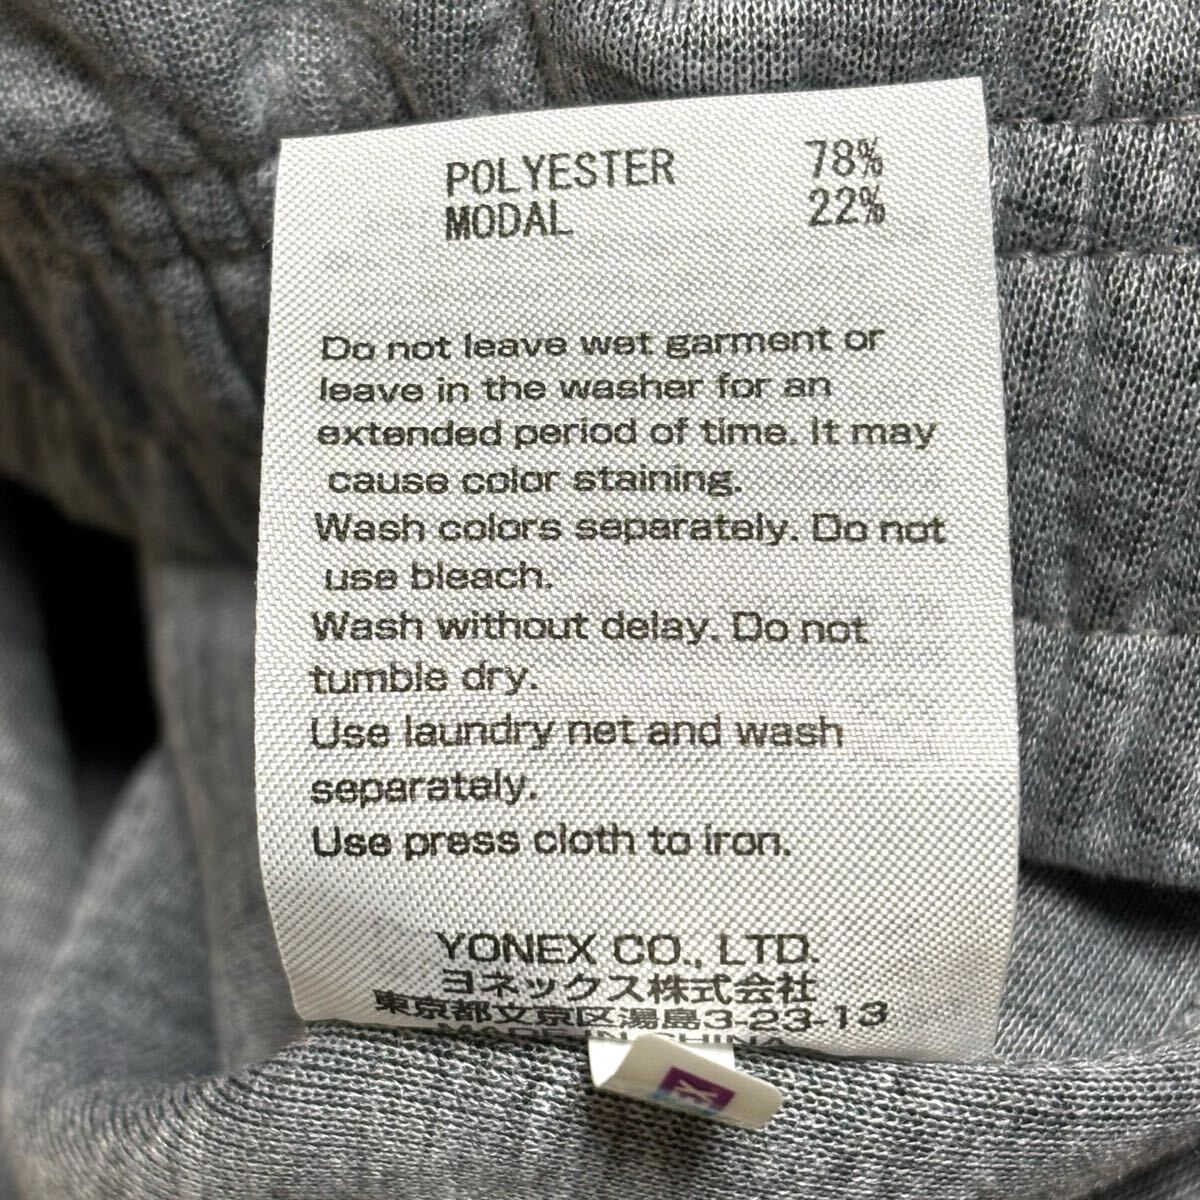 POLYESTER 78%
MODAL 22%
Do not leave wet garment or
leave in the washer for an
extended period of time. It may
cause color staining.
Wash colors separately. Do not
use bleach.
Wash without delay. Do not
tumble dry.
Use laundry net and wash
separately.
Use press cloth to iron.
YONEX CO., LTD.
ヨネックス株式会社
東京都文京区湯島3-23-13
MADE IN CHINA